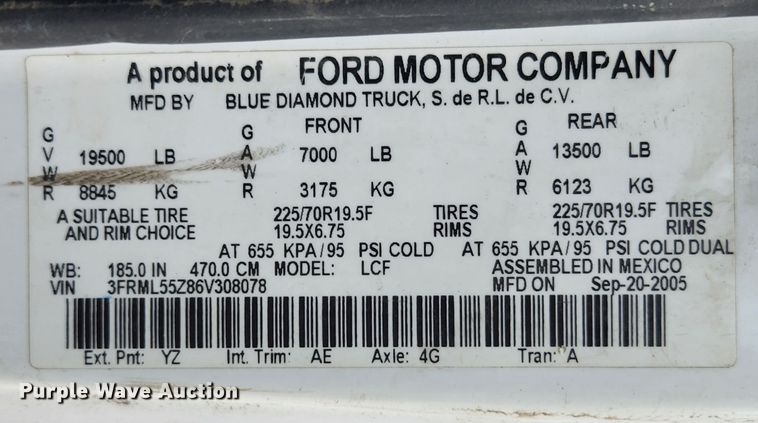 A product of FORD MOTOR COMPANY
MFD BY BLUE DIAMOND TRUCK, S. de R.L. de C.V.
FRONT REAR
GVWR 19500 LB GAWR 7000 LB GAWR 13500 LB
8845 KG 3175 KG 6123 KG
A SUITABLE TIRE 225/70R19.5F TIRES 225/70R19.5F TIRES
AND RIM CHOICE 19.5X6.75 RIMS 19.5X6.75 RIMS
AT 655 KPA/95 PSI COLD AT 655 KPA/95 PSI COLD DUAL
WB: 185.0 IN 470.0 CM MODEL: LCF ASSEMBLED IN MEXICO
VIN 3FRML55Z86V308078 MFD ON Sep-20-2005
Ext. Pnt: YZ Int. Trim: AE Axle: 4G Tran: A
Purple Wave Auction